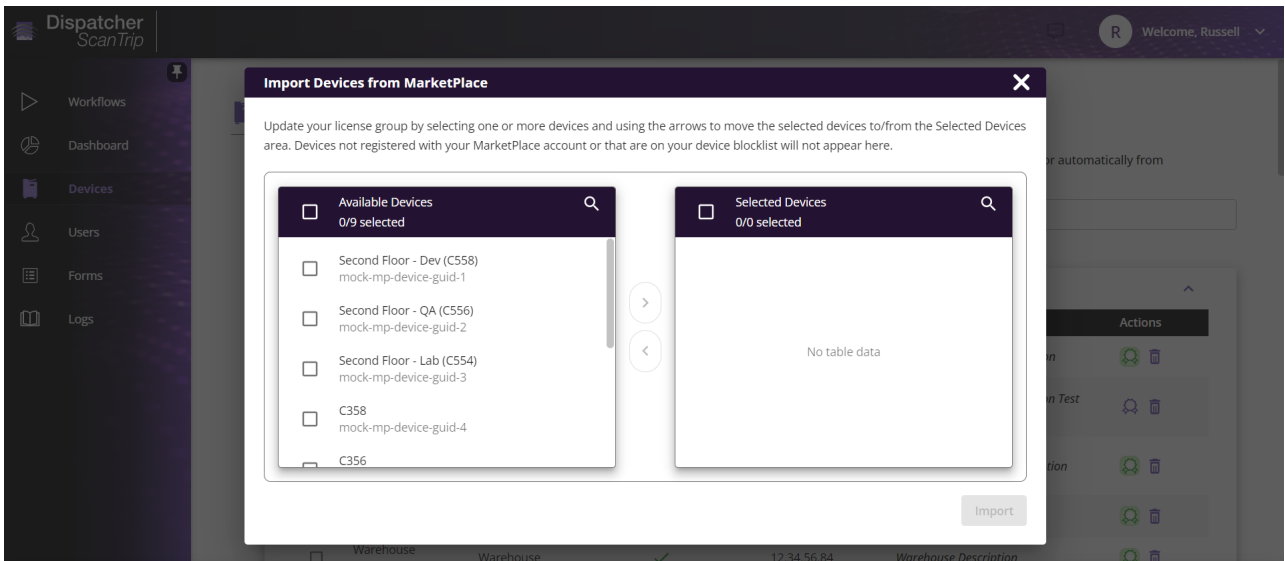 Dispatcher
ScanTrip
R Welcome, Russell
Workflows
Dashboard
Devices
Users
Forms
Logs
Import Devices from MarketPlace
Update your license group by selecting one or more devices and using the arrows to move the selected devices to/from the Selected Devices
area. Devices not registered with your MarketPlace account or that are on your device blocklist will not appear here.
or automatically from
Available Devices
0/9 selected
Second Floor - Dev (C558)
mock-mp-device-guid-1
Second Floor - QA (C556)
mock-mp-device-guid-2
Second Floor - Lab (C554)
mock-mp-device-guid-3
C358
mock-mp-device-guid-4
C356
Selected Devices
0/0 selected
No table data
Import
Actions
on
on Test
tion
Warehouse
Warehouse
12.34.56.84
Warehouse Description